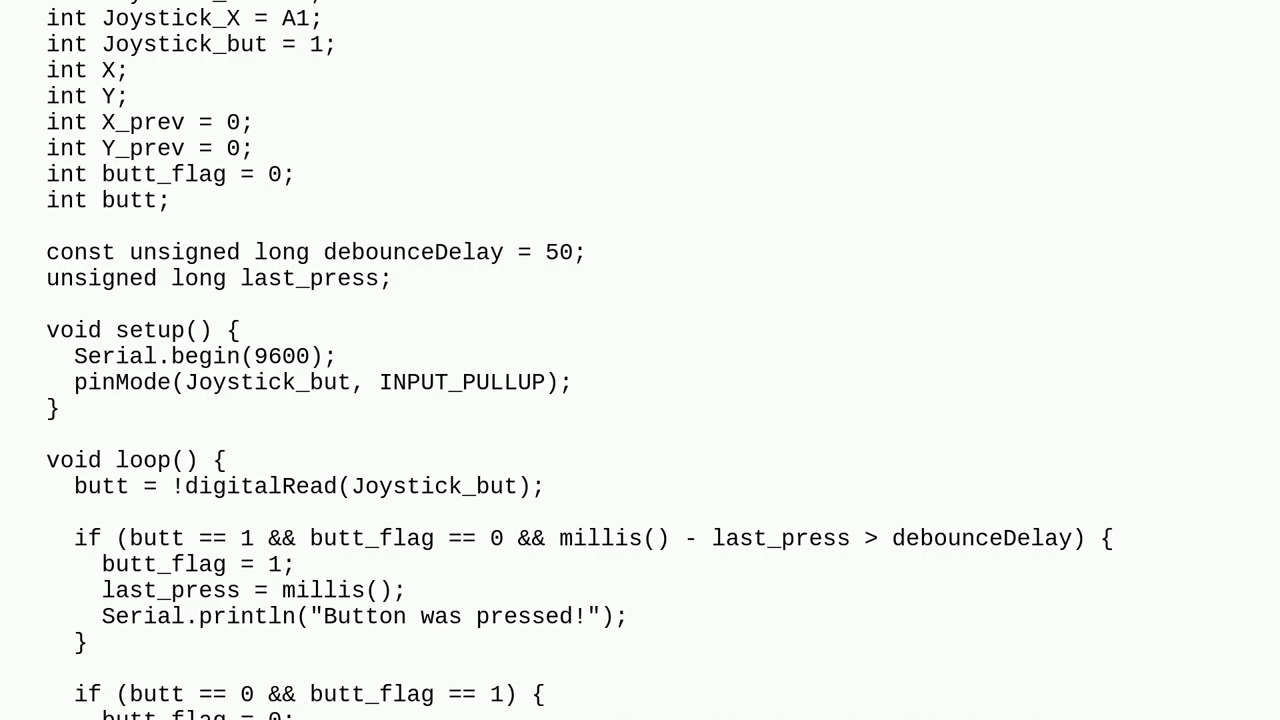 int Joystick_X = A1;
int Joystick_but = 1;
int X;
int Y;
int X_prev = 0;
int Y_prev = 0;
int butt_flag = 0;
int butt;
const unsigned long debounceDelay = 50;
unsigned long last_press;
void setup() {
  Serial.begin(9600);
  pinMode(Joystick_but, INPUT_PULLUP);
}
void loop() {
  butt = !digitalRead(Joystick_but);
  if (butt == 1 && butt_flag == 0 && millis() - last_press > debounceDelay) {
    butt_flag = 1;
    last_press = millis();
    Serial.println("Button was pressed!");
  }
  if (butt == 0 && butt_flag == 1) {
    butt_flag = 0;